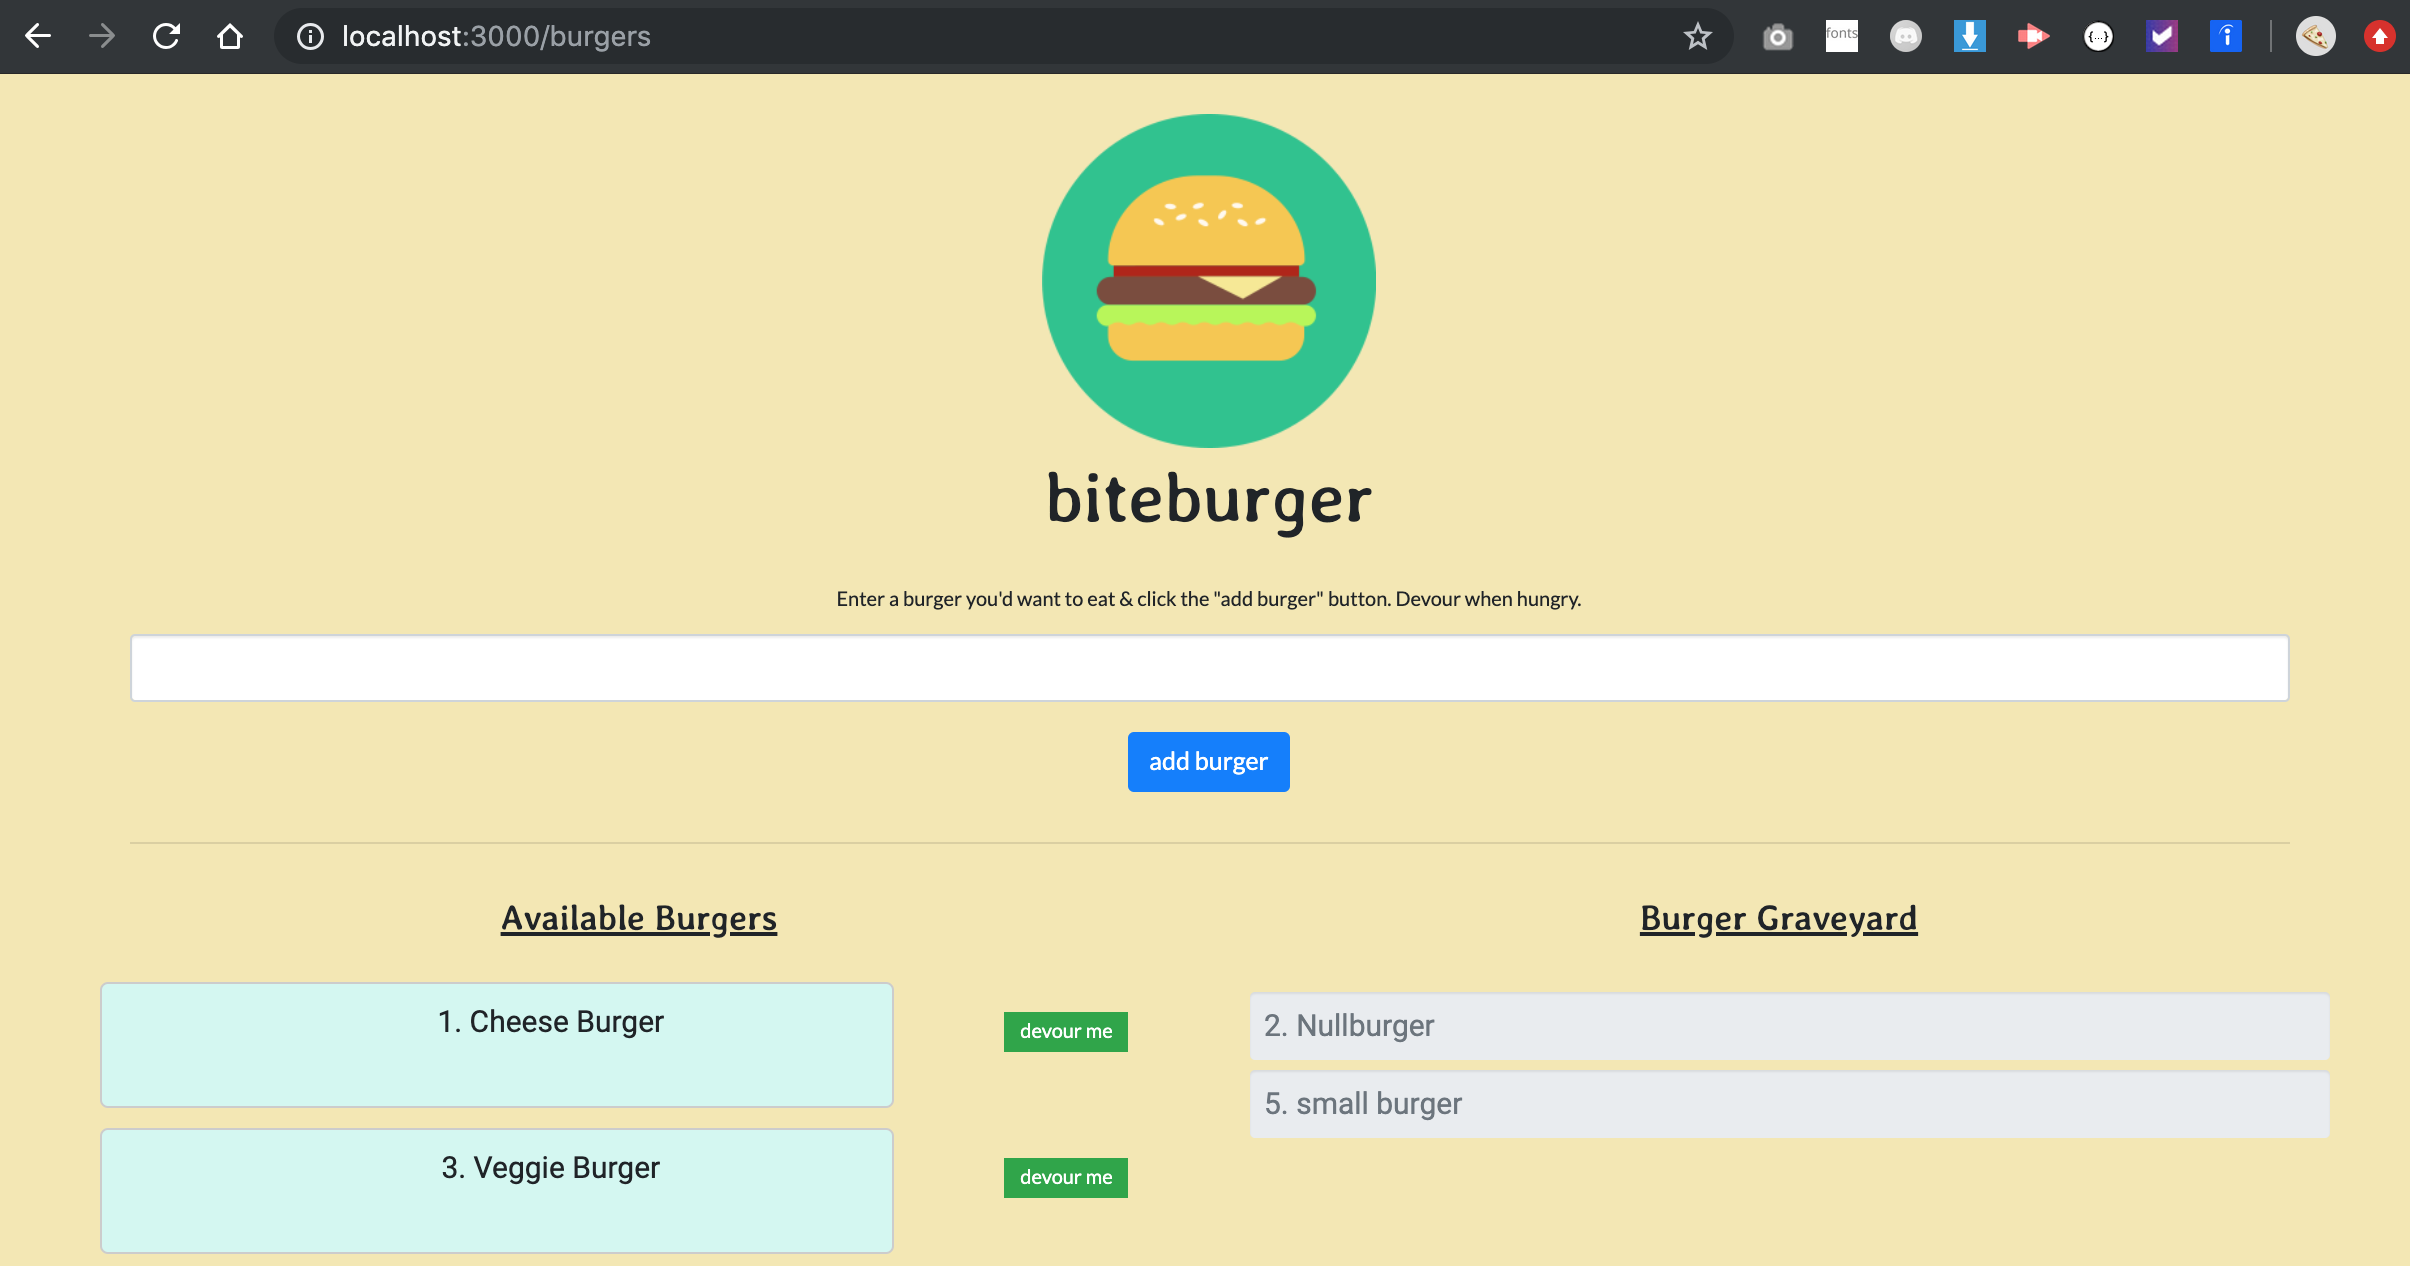 localhost:3000/burgers
fonts
{...}
biteburger
Enter a burger you'd want to eat & click the "add burger" button. Devour when hungry.
add burger
Available Burgers
Burger Graveyard
1. Cheese Burger
devour me
2. Nullburger
5. small burger
3. Veggie Burger
devour me